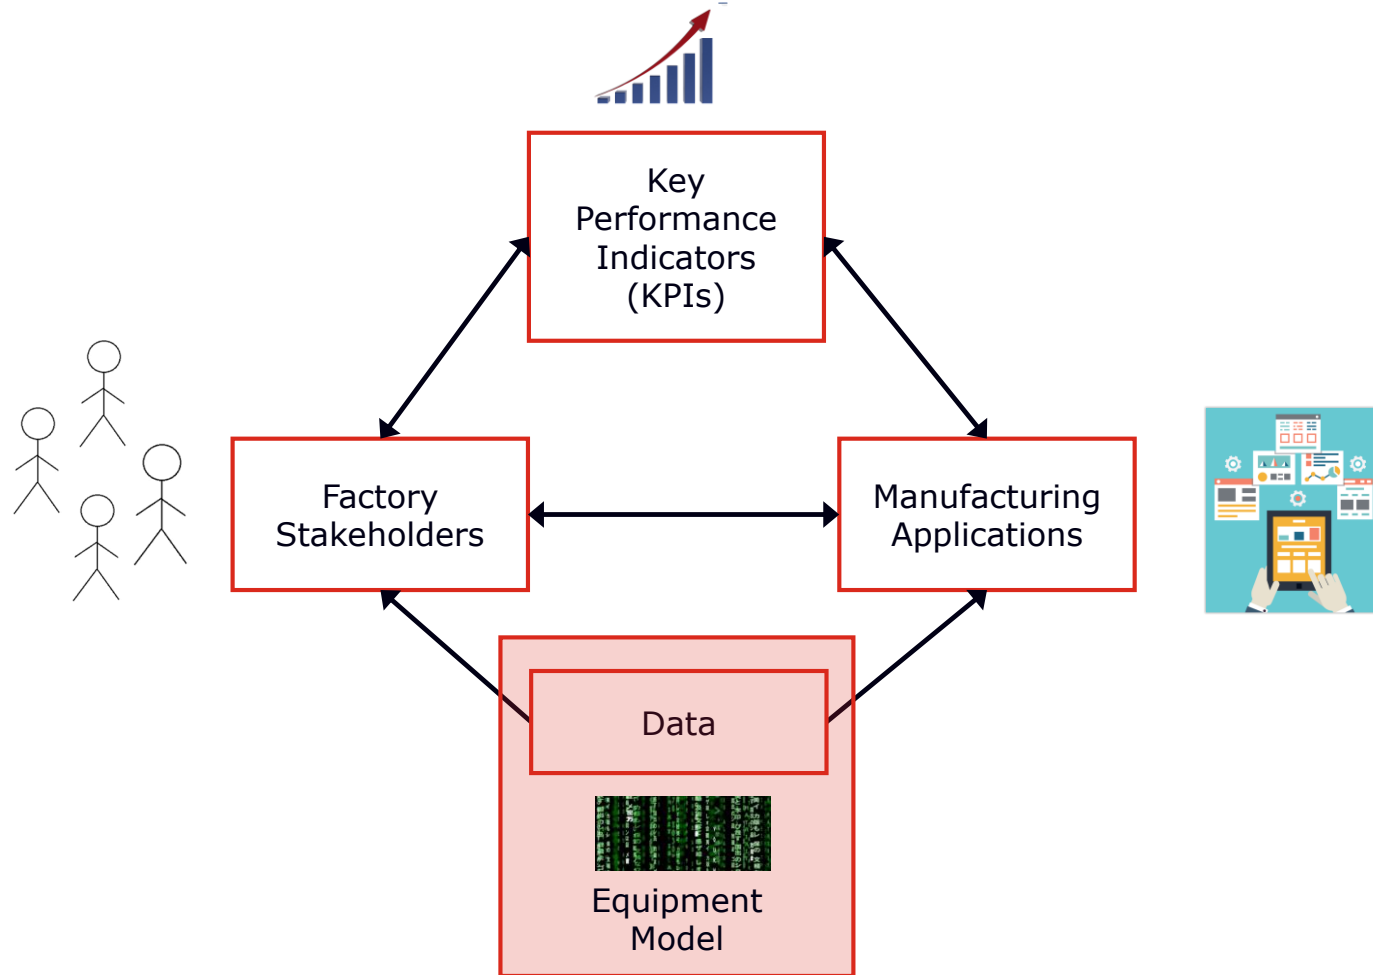 Key
Performance
Indicators
(KPIs)
Factory
Stakeholders
Manufacturing
Applications
Data
Equipment
Model